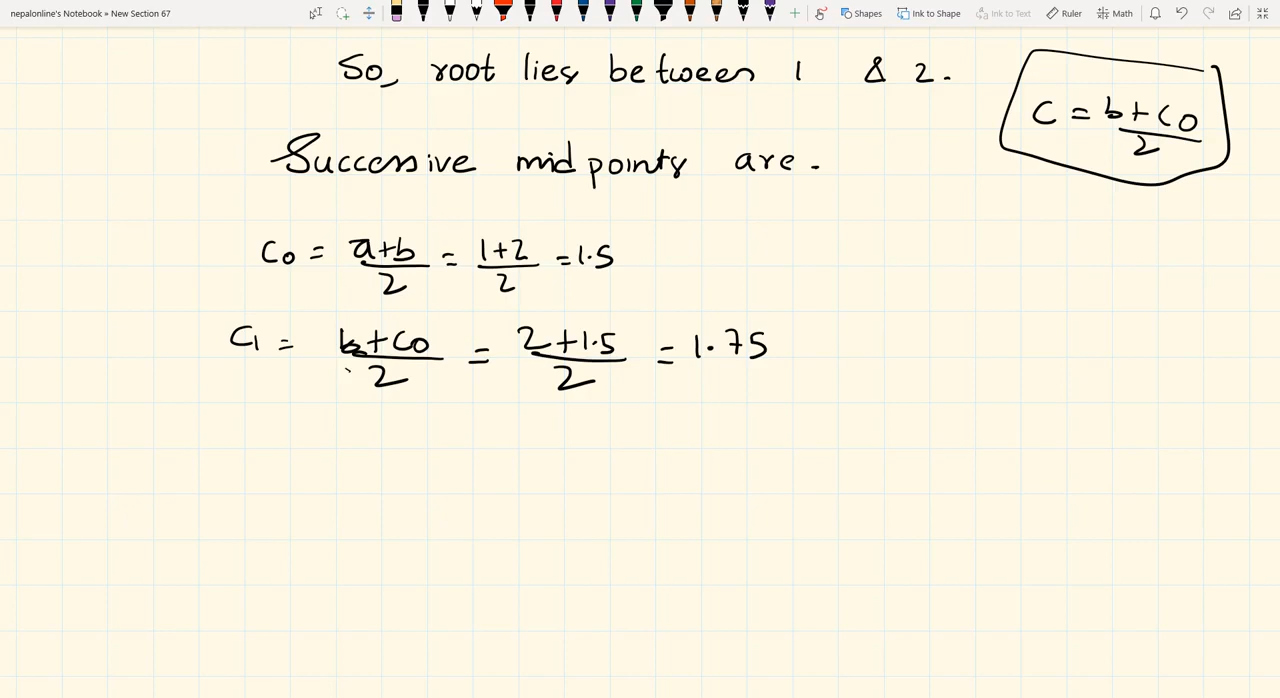 nepalonline's Notebook » New Section 67
Shapes Ink to Shape Ink to Text Ruler Math
So, root lies between 1 & 2.
C = b+C0/2
Successive midpoints are.
C0 = a+b/2 = 1+2/2 = 1.5
C1 = b+C0/2 = 2+1.5/2 = 1.75